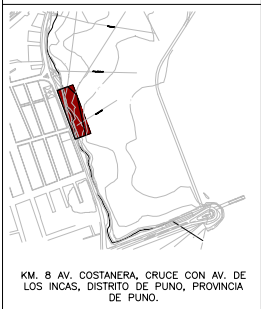 KM. 8 AV. COSTANERA, CRUCE CON AV. DE
LOS INCAS, DISTRITO DE PUNO, PROVINCIA
DE PUNO.